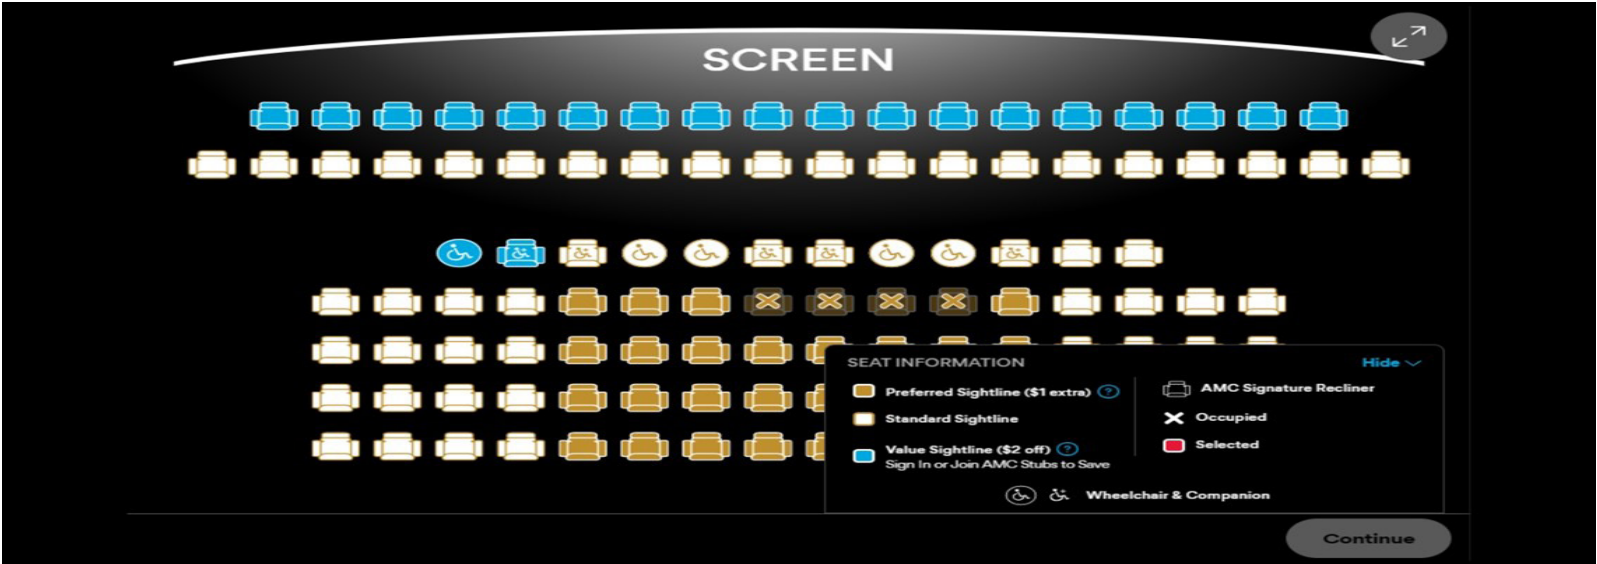 SCREEN
SEAT INFORMATION
Hide
Preferred Sightline ($1 extra) ?
Standard Sightline
Value Sightline ($2 off) ?
Sign In or Join AMC Stubs to Save
AMC Signature Recliner
Occupied
Selected
Wheelchair & Companion
Continue